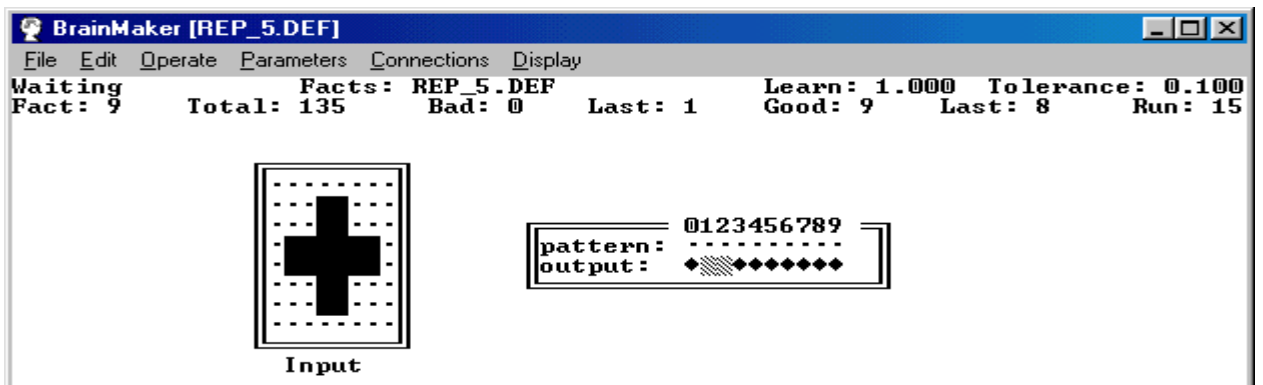 BrainMaker [REP_5.DEF]
File Edit Operate Parameters Connections Display
Waiting Facts: REP_5.DEF Learn: 1.000 Tolerance: 0.100
Fact: 9 Total: 135 Bad: 0 Last: 1 Good: 9 Last: 8 Run: 15
0123456789
pattern: ----------
output:
Input